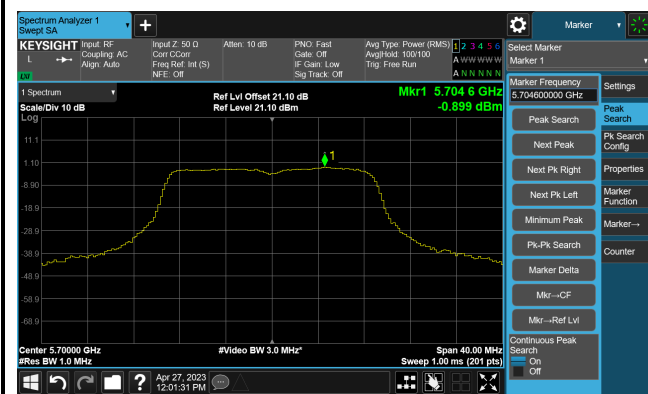 Spectrum Analyzer 1
Swept SA
Marker
KEYSIGHT
L
LXI
Input: RF
Coupling: AC
Align: Auto
Input Z: 50 Ω
Corr CCorr
Freq Ref: Int (S)
NFE: Off
Atten: 10 dB
PNO: Fast
Gate: Off
IF Gain: Low
Sig Track: Off
Avg Type: Power (RMS)
Avg|Hold: 100/100
Trig: Free Run
1 2 3 4 5 6
A W W W W W
A N N N N N
Select Marker
Marker 1
1 Spectrum
Scale/Div 10 dB
Log
Ref Lvl Offset 21.10 dB
Ref Level 21.10 dBm
Mkr1 5.704 6 GHz
-0.899 dBm
11.1
1.10
-8.90
-18.9
-28.9
-38.9
-48.9
-58.9
-68.9
1
Center 5.70000 GHz
#Res BW 1.0 MHz
#Video BW 3.0 MHz*
Span 40.00 MHz
Sweep 1.00 ms (201 pts)
Marker Frequency
5.704600000 GHz
Peak Search
Next Peak
Next Pk Right
Next Pk Left
Minimum Peak
Pk-Pk Search
Marker Delta
Mkr→CF
Mkr→Ref Lvl
Continuous Peak
Search
On
Off
Settings
Peak
Search
Pk Search
Config
Properties
Marker
Function
Marker→
Counter
Apr 27, 2023
12:01:31 PM